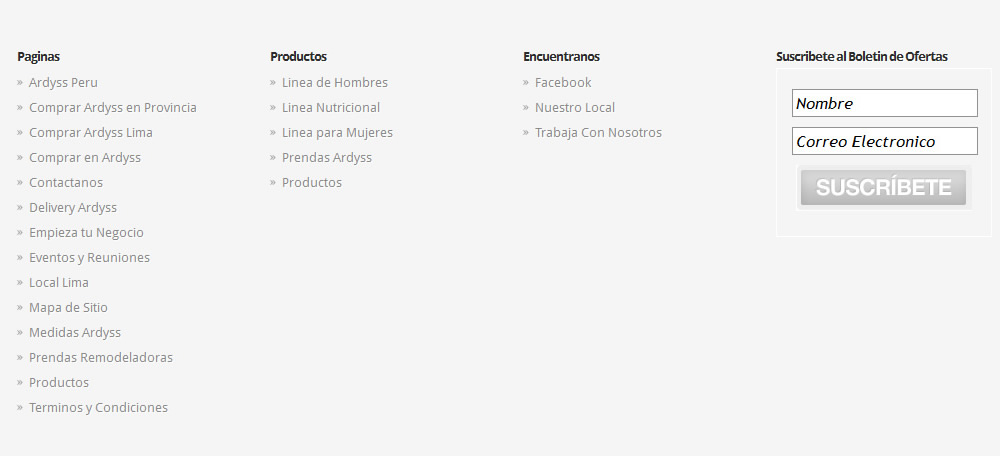 Paginas
» Ardyss Peru
» Comprar Ardyss en Provincia
» Comprar Ardyss Lima
» Comprar en Ardyss
» Contactanos
» Delivery Ardyss
» Empieza tu Negocio
» Eventos y Reuniones
» Local Lima
» Mapa de Sitio
» Medidas Ardyss
» Prendas Remodeladoras
» Productos
» Terminos y Condiciones
Productos
» Linea de Hombres
» Linea Nutricional
» Linea para Mujeres
» Prendas Ardyss
» Productos
Encuentranos
» Facebook
» Nuestro Local
» Trabaja Con Nosotros
Suscribete al Boletin de Ofertas
Nombre
Correo Electronico
SUSCRÍBETE